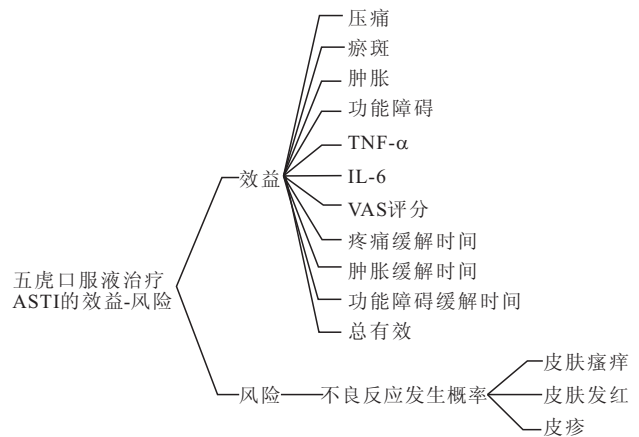 压痛
瘀斑
肿胀
功能障碍
TNF-α
效益
IL-6
VAS评分
疼痛缓解时间
肿胀缓解时间
五虎口服液治疗
ASTI的效益-风险
功能障碍缓解时间
总有效
皮肤瘙痒
风险
不良反应发生概率
皮肤发红
皮疹